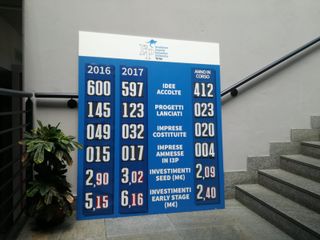 2016 2017 ANNO IN
CORSO
600 597 IDEE
ACCOLTE 412
145 123 PROGETTI
LANCIATI 023
049 032 IMPRESE
COSTITUITE 020
015 017 IMPRESE
AMMESSE
IN I3P 004
2,90 3,02 INVESTIMENTI
SEED (M€) 2,09
5,15 6,16 INVESTIMENTI
EARLY STAGE
(M€) 2,40